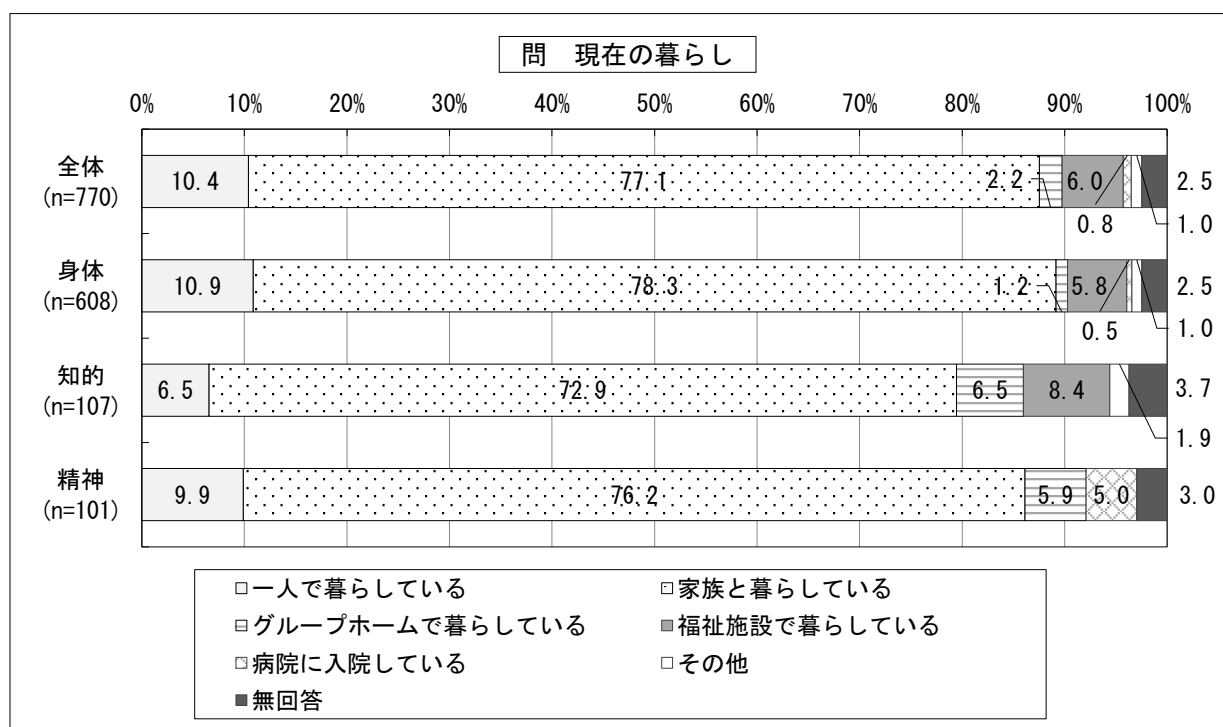 問 現在の暮らし
0% 10% 20% 30% 40% 50% 60% 70% 80% 90% 100%
全体
(n=770)
10.4 77.1 2.2 6.0 0.8 1.0 2.5
身体
(n=608)
10.9 78.3 1.2 5.8 0.5 1.0 2.5
知的
(n=107)
6.5 72.9 6.5 8.4 1.9 3.7
精神
(n=101)
9.9 76.2 5.9 5.0 3.0
一人で暮らしている 家族と暮らしている
グループホームで暮らしている 福祉施設で暮らしている
病院に入院している その他
無回答